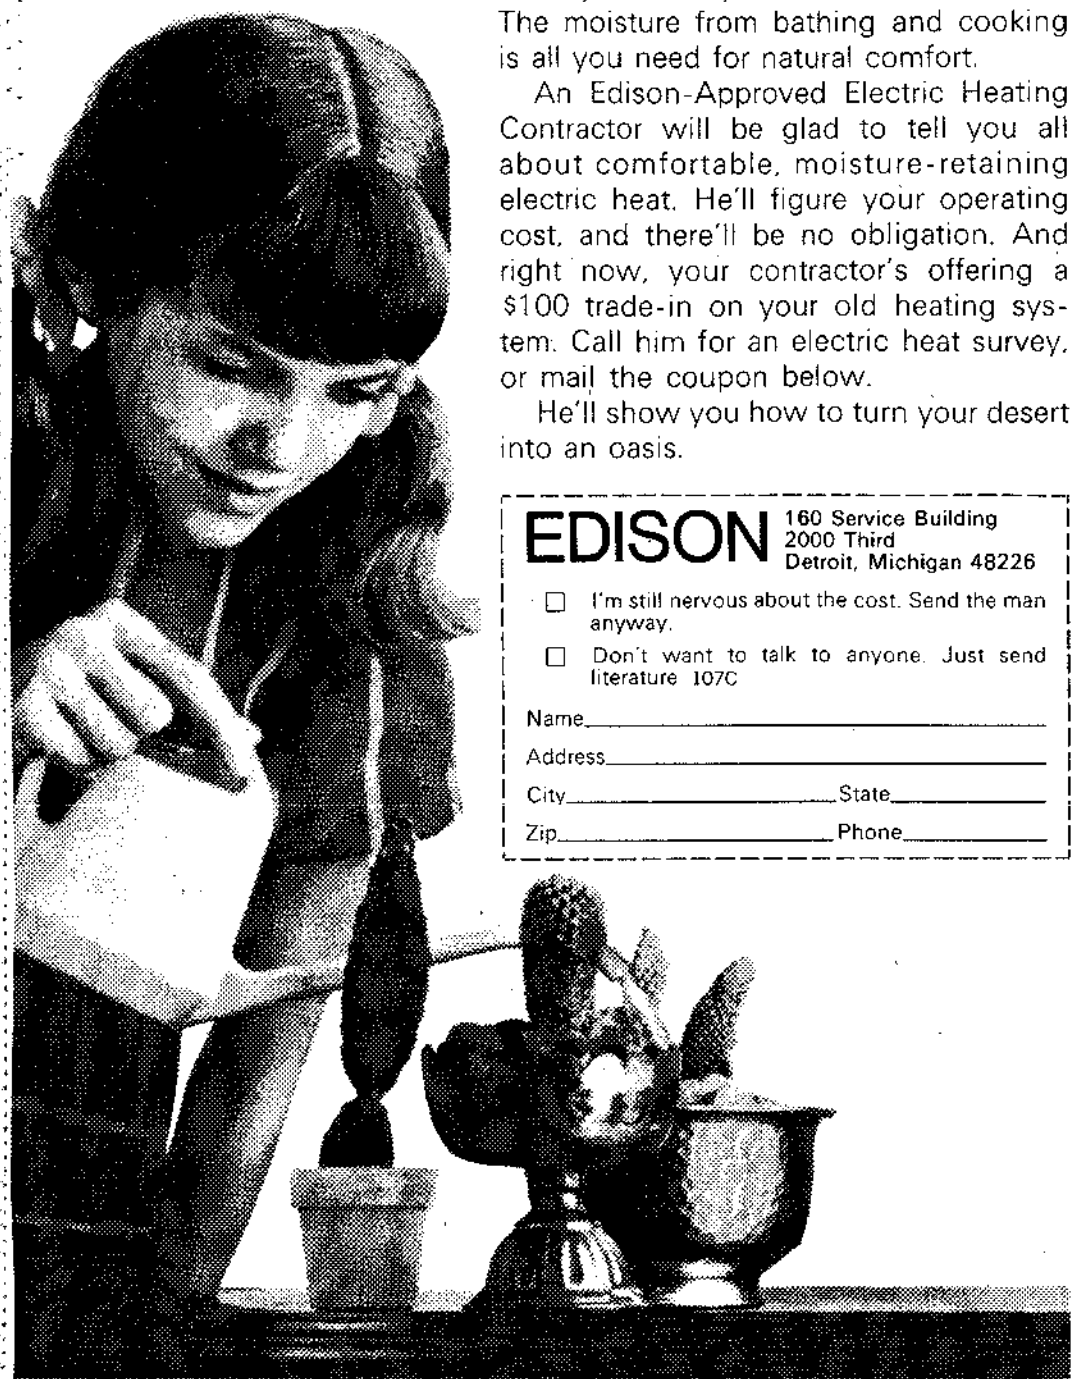 The moisture from bathing and cooking
is all you need for natural comfort.
An Edison-Approved Electric Heating
Contractor will be glad to tell you all
about comfortable, moisture-retaining
electric heat. He'll figure your operating
cost, and there'll be no obligation. And
right now, your contractor's offering a
$100 trade-in on your old heating sys-
tem. Call him for an electric heat survey,
or mail the coupon below.
He'll show you how to turn your desert
into an oasis.
EDISON
160 Service Building
2000 Third
Detroit, Michigan 48226
I'm still nervous about the cost. Send the man
anyway.
Don't want to talk to anyone. Just send
literature 107C
Name
Address
City State
Zip Phone